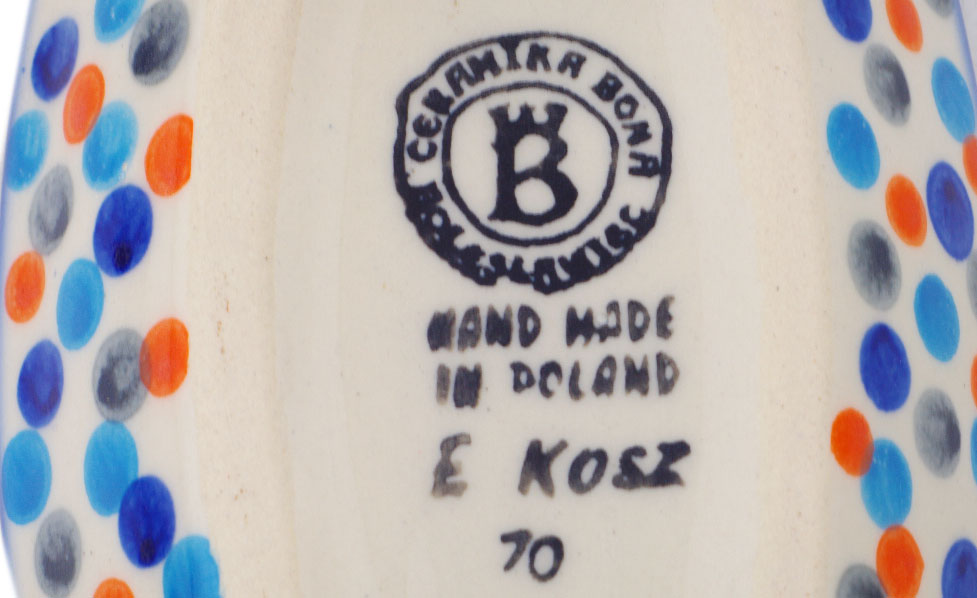 CERAMIKA BONA
BOLESŁAWIEC
B
HAND MADE
IN POLAND
E KOSZ
70